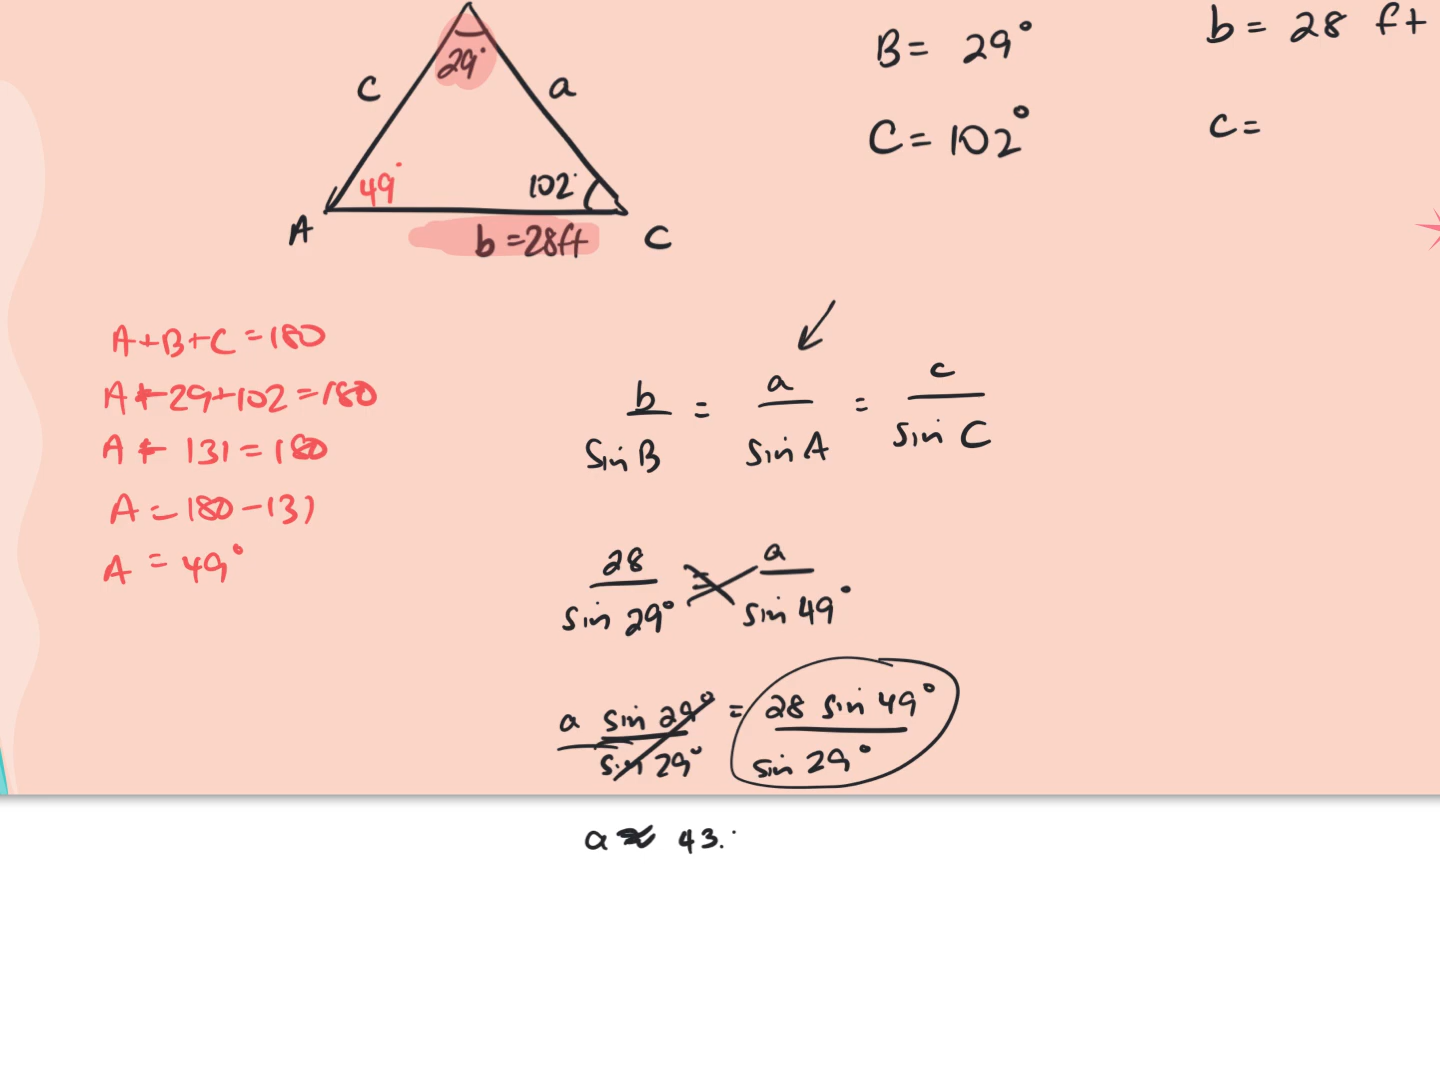 29°
c
a
49°
102°
A
b =28ft
C
B= 29°
b= 28 ft
C= 102°
c=
A+B+C=180
A+29+102=180
A+ 131=180
A=180-131
A = 49°
b/sin B = a/sin A = c/sin C
28/sin 29° = a/sin 49°
a sin 29°/sin 29° = 28 sin 49°/sin 29°
a ≈ 43.